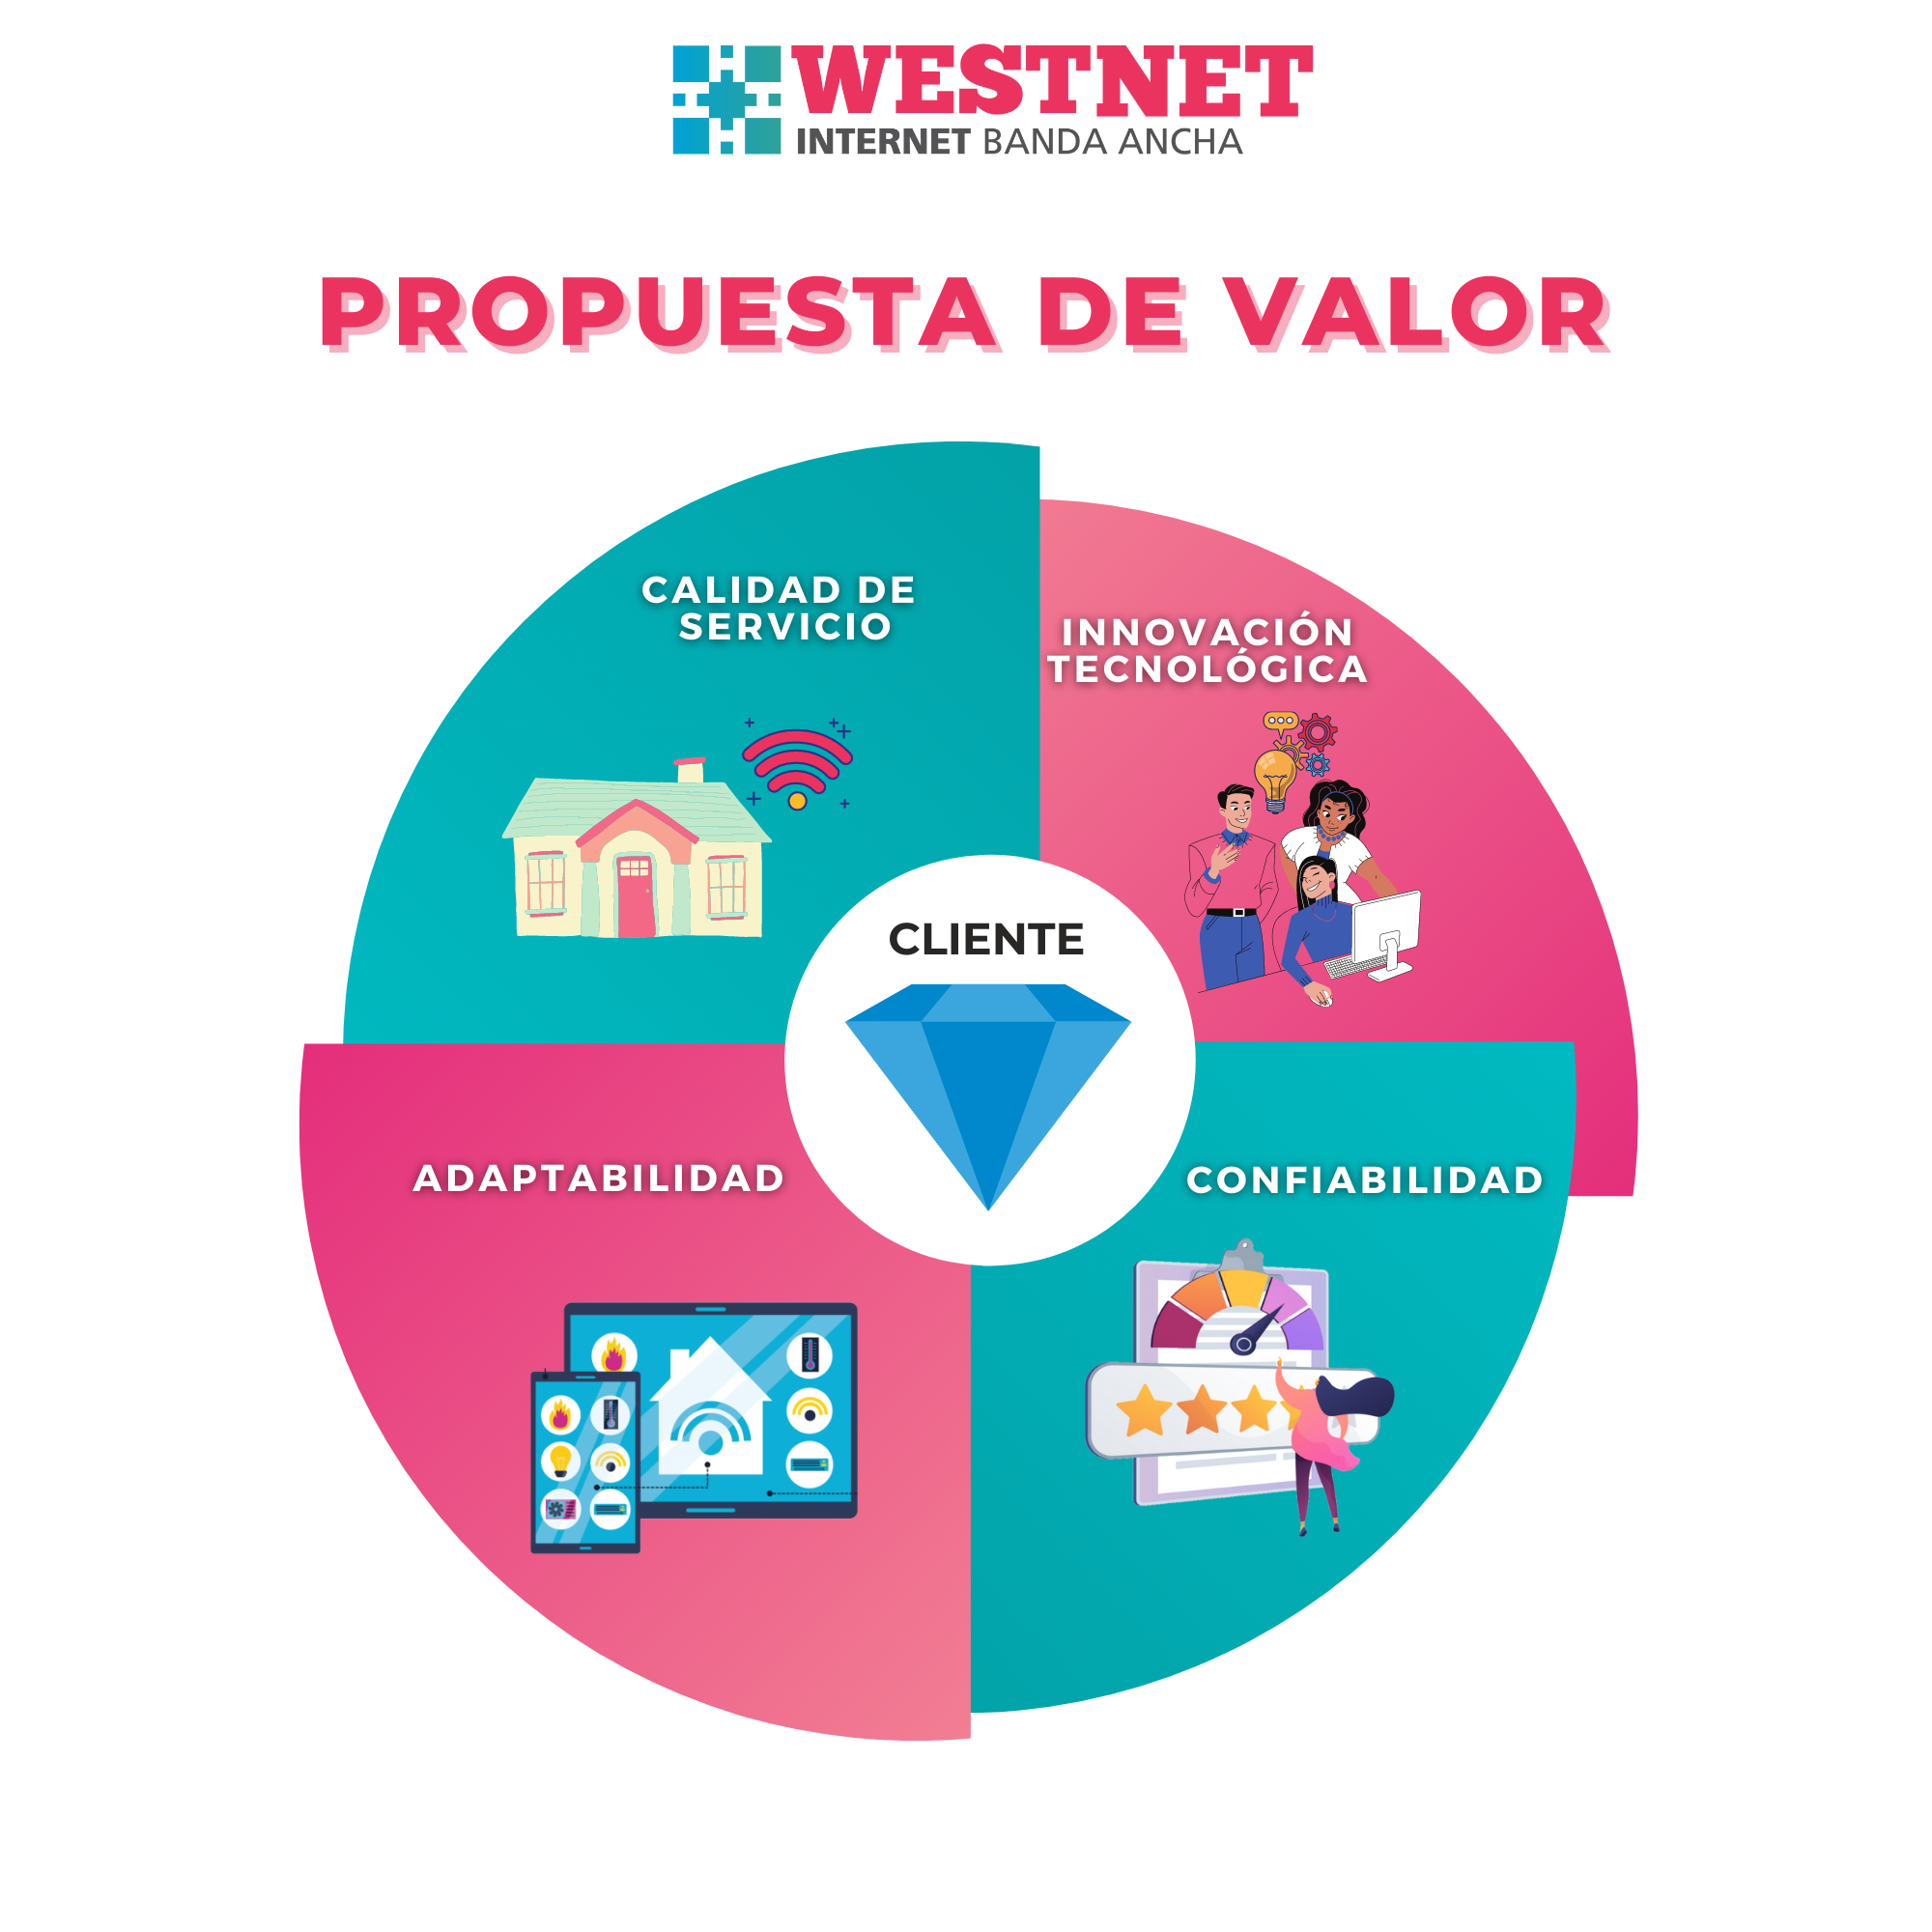 WESTNET
INTERNET BANDA ANCHA
PROPUESTA DE VALOR
CALIDAD DE
SERVICIO
INNOVACIÓN
TECNOLÓGICA
CLIENTE
ADAPTABILIDAD
CONFIABILIDAD